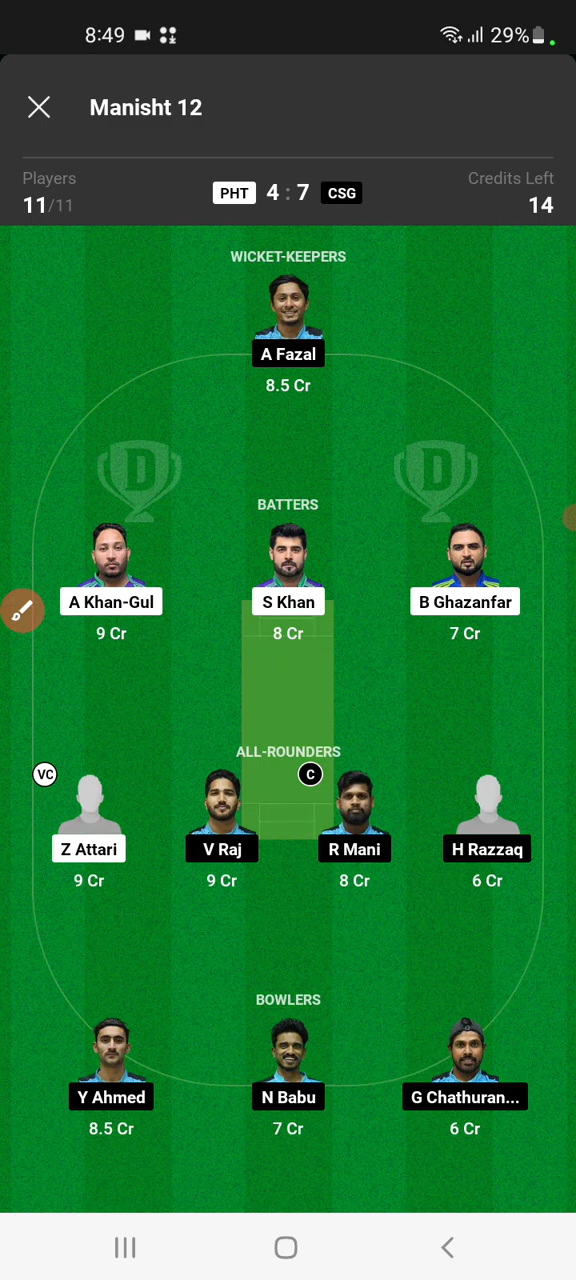 8:49 29%
Manisht 12
Players Credits Left
11/11 PHT 4 : 7 CSG 14
WICKET-KEEPERS
A Fazal
8.5 Cr
D D
BATTERS
A Khan-Gul S Khan B Ghazanfar
9 Cr 8 Cr 7 Cr
ALL-ROUNDERS
VC C
Z Attari V Raj R Mani H Razzaq
9 Cr 9 Cr 8 Cr 6 Cr
BOWLERS
Y Ahmed N Babu G Chathuran...
8.5 Cr 7 Cr 6 Cr